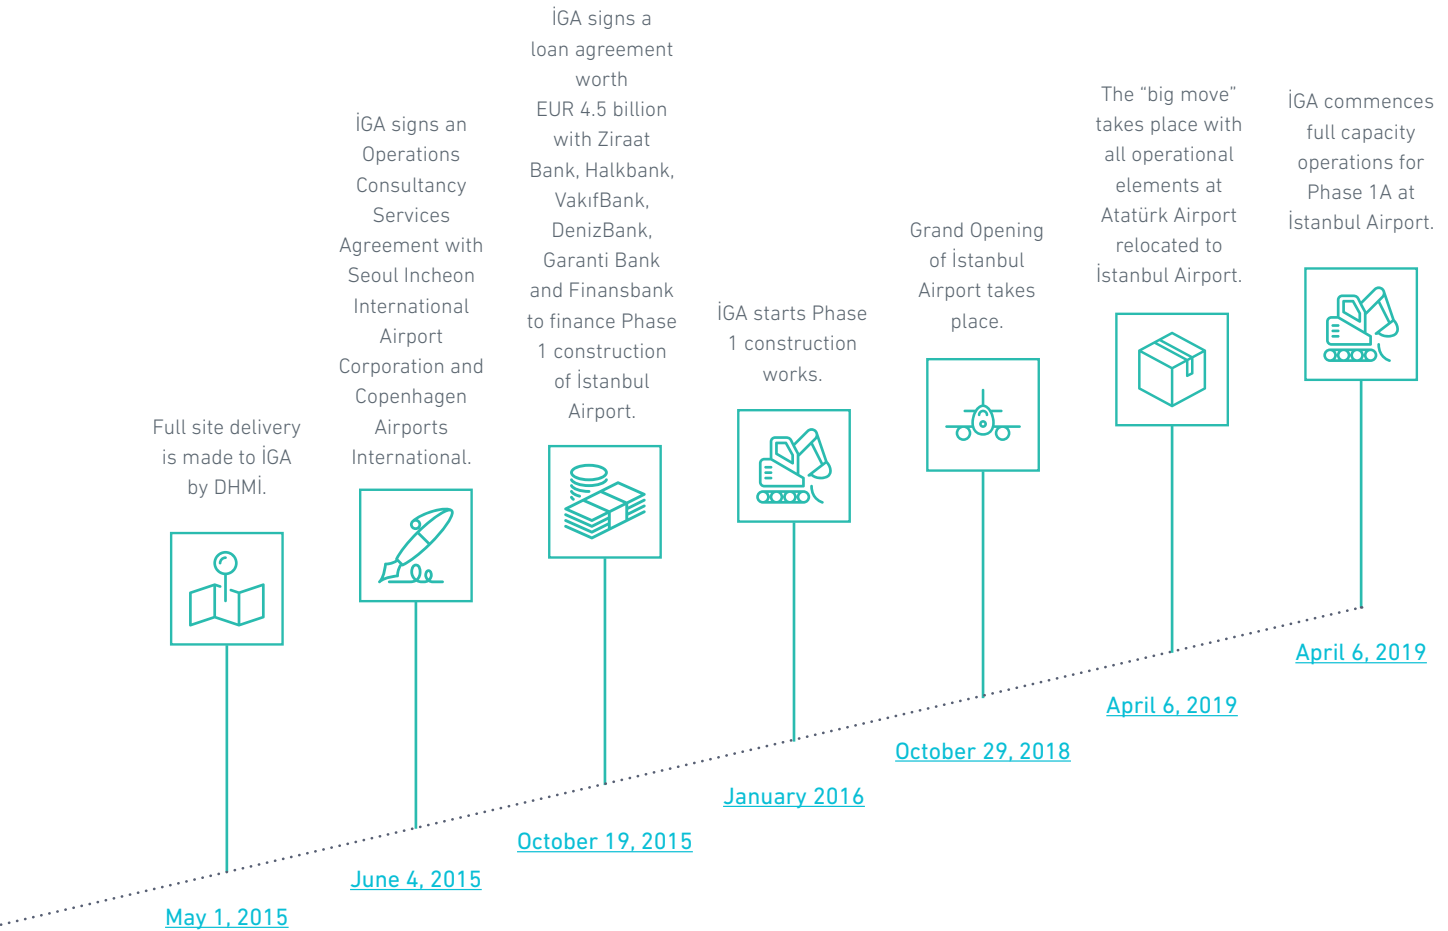 Full site delivery
is made to İGA
by DHMİ.
May 1, 2015
İGA signs an
Operations
Consultancy
Services
Agreement with
Seoul Incheon
International
Airport
Corporation and
Copenhagen
Airports
International.
June 4, 2015
İGA signs a
loan agreement
worth
EUR 4.5 billion
with Ziraat
Bank, Halkbank,
VakıfBank,
DenizBank,
Garanti Bank
and Finansbank
to finance Phase
1 construction
of İstanbul
Airport.
October 19, 2015
İGA starts Phase
1 construction
works.
January 2016
Grand Opening
of İstanbul
Airport takes
place.
October 29, 2018
The “big move”
takes place with
all operational
elements at
Atatürk Airport
relocated to
İstanbul Airport.
April 6, 2019
İGA commences
full capacity
operations for
Phase 1A at
İstanbul Airport.
April 6, 2019